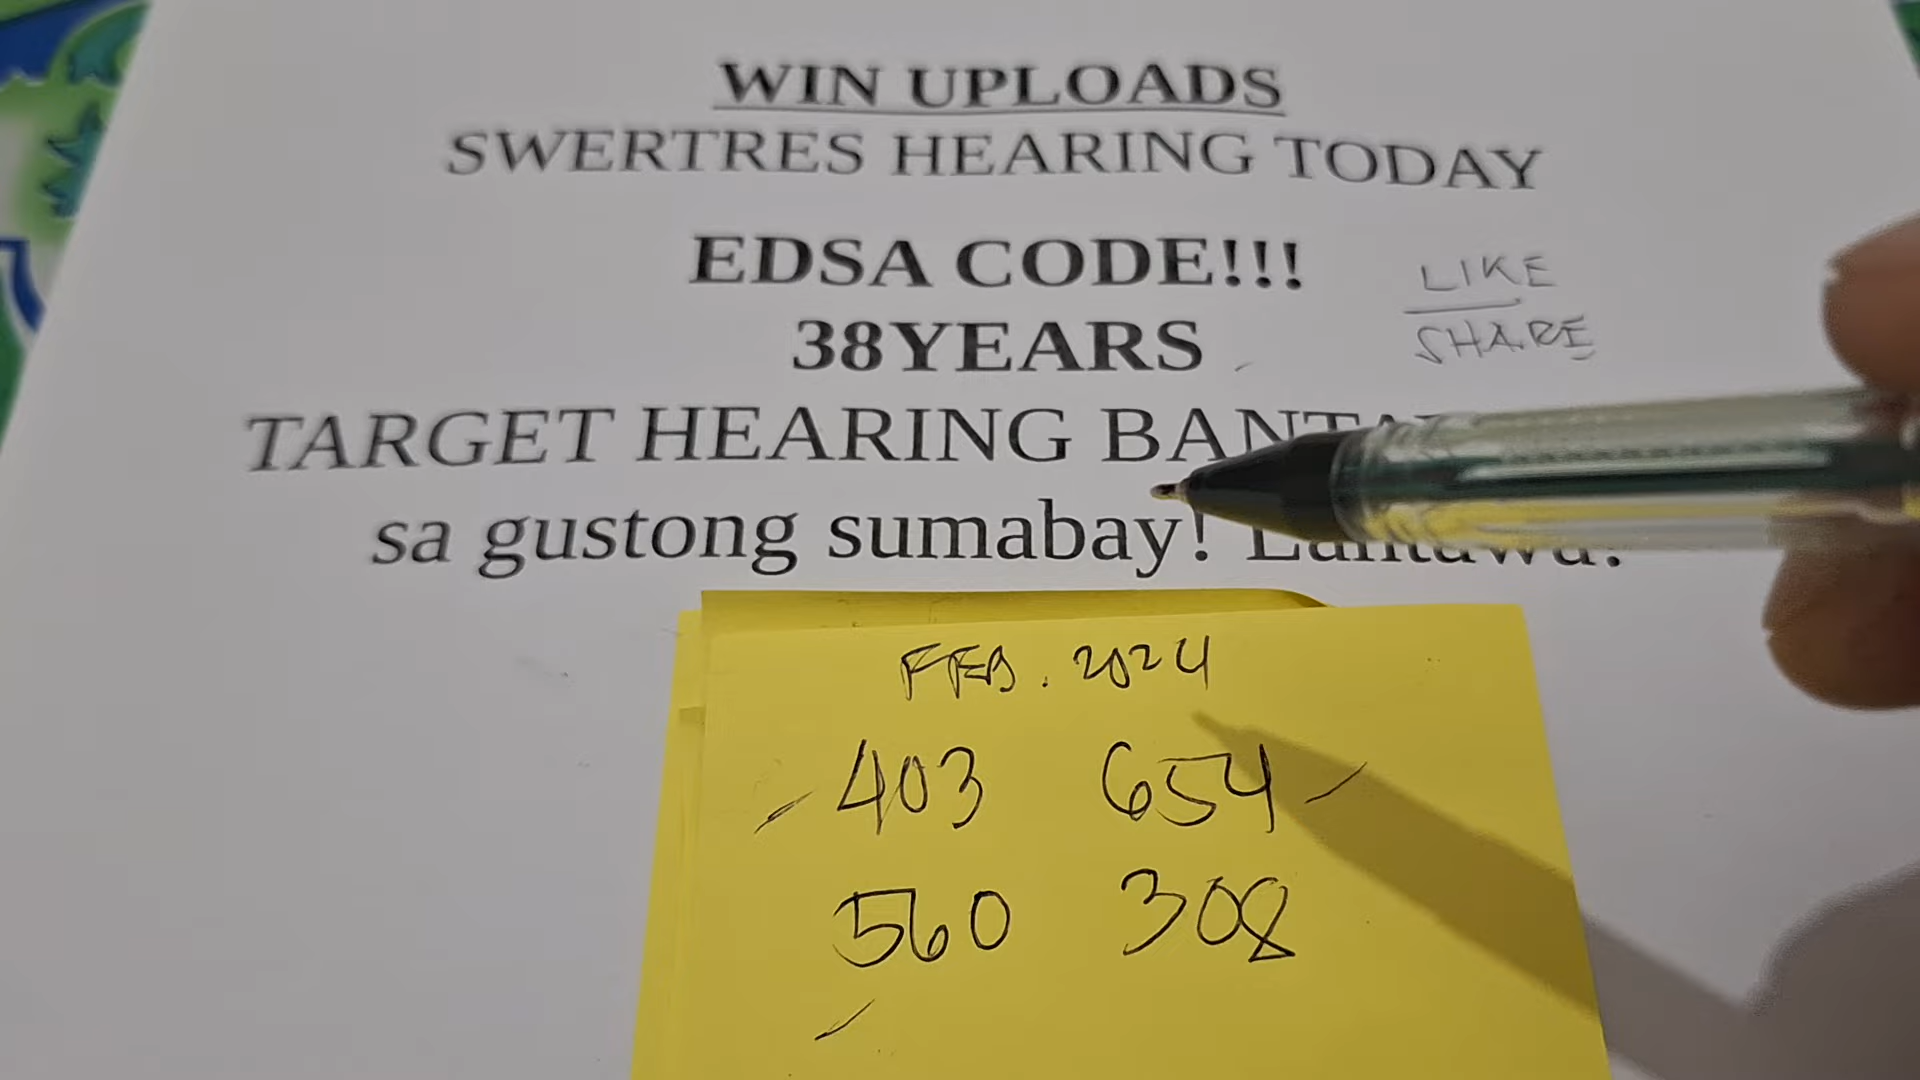 WIN UPLOADS
SWERTRES HEARING TODAY
EDSA CODE!!!
38YEARS
LIKE
SHARE
TARGET HEARING
sa gustong sumabay!
FEB. 2024
403 654
560 308